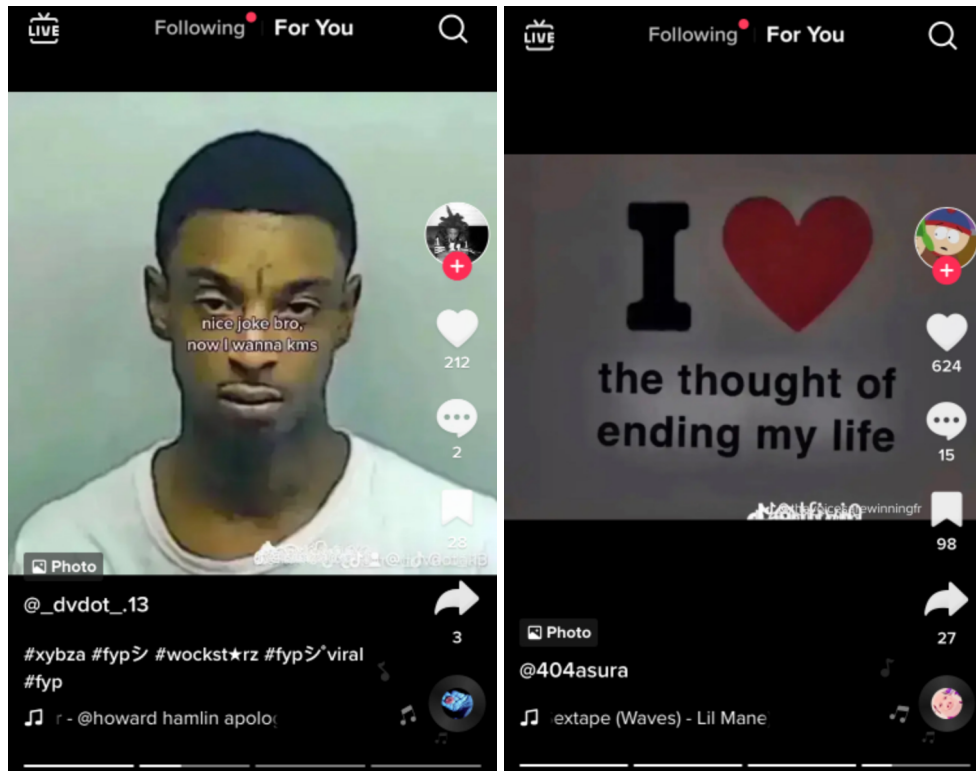 LIVE
Following
For You
nice joke bro,
now I wanna kms
212
2
28
3
Photo
@_dvdot_.13
#xybza #fypシ #wockst★rz #fypシ゚viral
#fyp
r - @howard hamlin apolo
LIVE
Following
For You
I
the thought of
ending my life
624
15
98
27
Photo
@404asura
extape (Waves) - Lil Mane